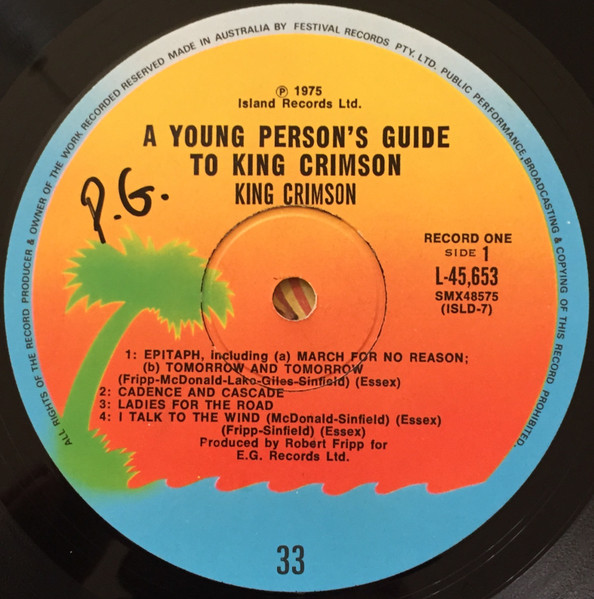 ALL RIGHTS OF THE RECORD PRODUCER & OWNER OF THE WORK RECORDED RESERVED MADE IN AUSTRALIA BY FESTIVAL RECORDS PTY. LTD. PUBLIC PERFORMANCE, BROADCASTING & COPYING OF THIS RECORD PROHIBITED.
℗ 1975
Island Records Ltd.
A YOUNG PERSON'S GUIDE
TO KING CRIMSON
KING CRIMSON
P.G.
RECORD ONE
SIDE 1
L-45,653
SMX48575
(ISLD-7)
1: EPITAPH, including (a) MARCH FOR NO REASON;
(b) TOMORROW AND TOMORROW
(Fripp-McDonald-Lake-Giles-Sinfield) (Essex)
2: CADENCE AND CASCADE
3: LADIES FOR THE ROAD
4: I TALK TO THE WIND (McDonald-Sinfield) (Essex)
(Fripp-Sinfield) (Essex)
Produced by Robert Fripp for
E.G. Records Ltd.
33